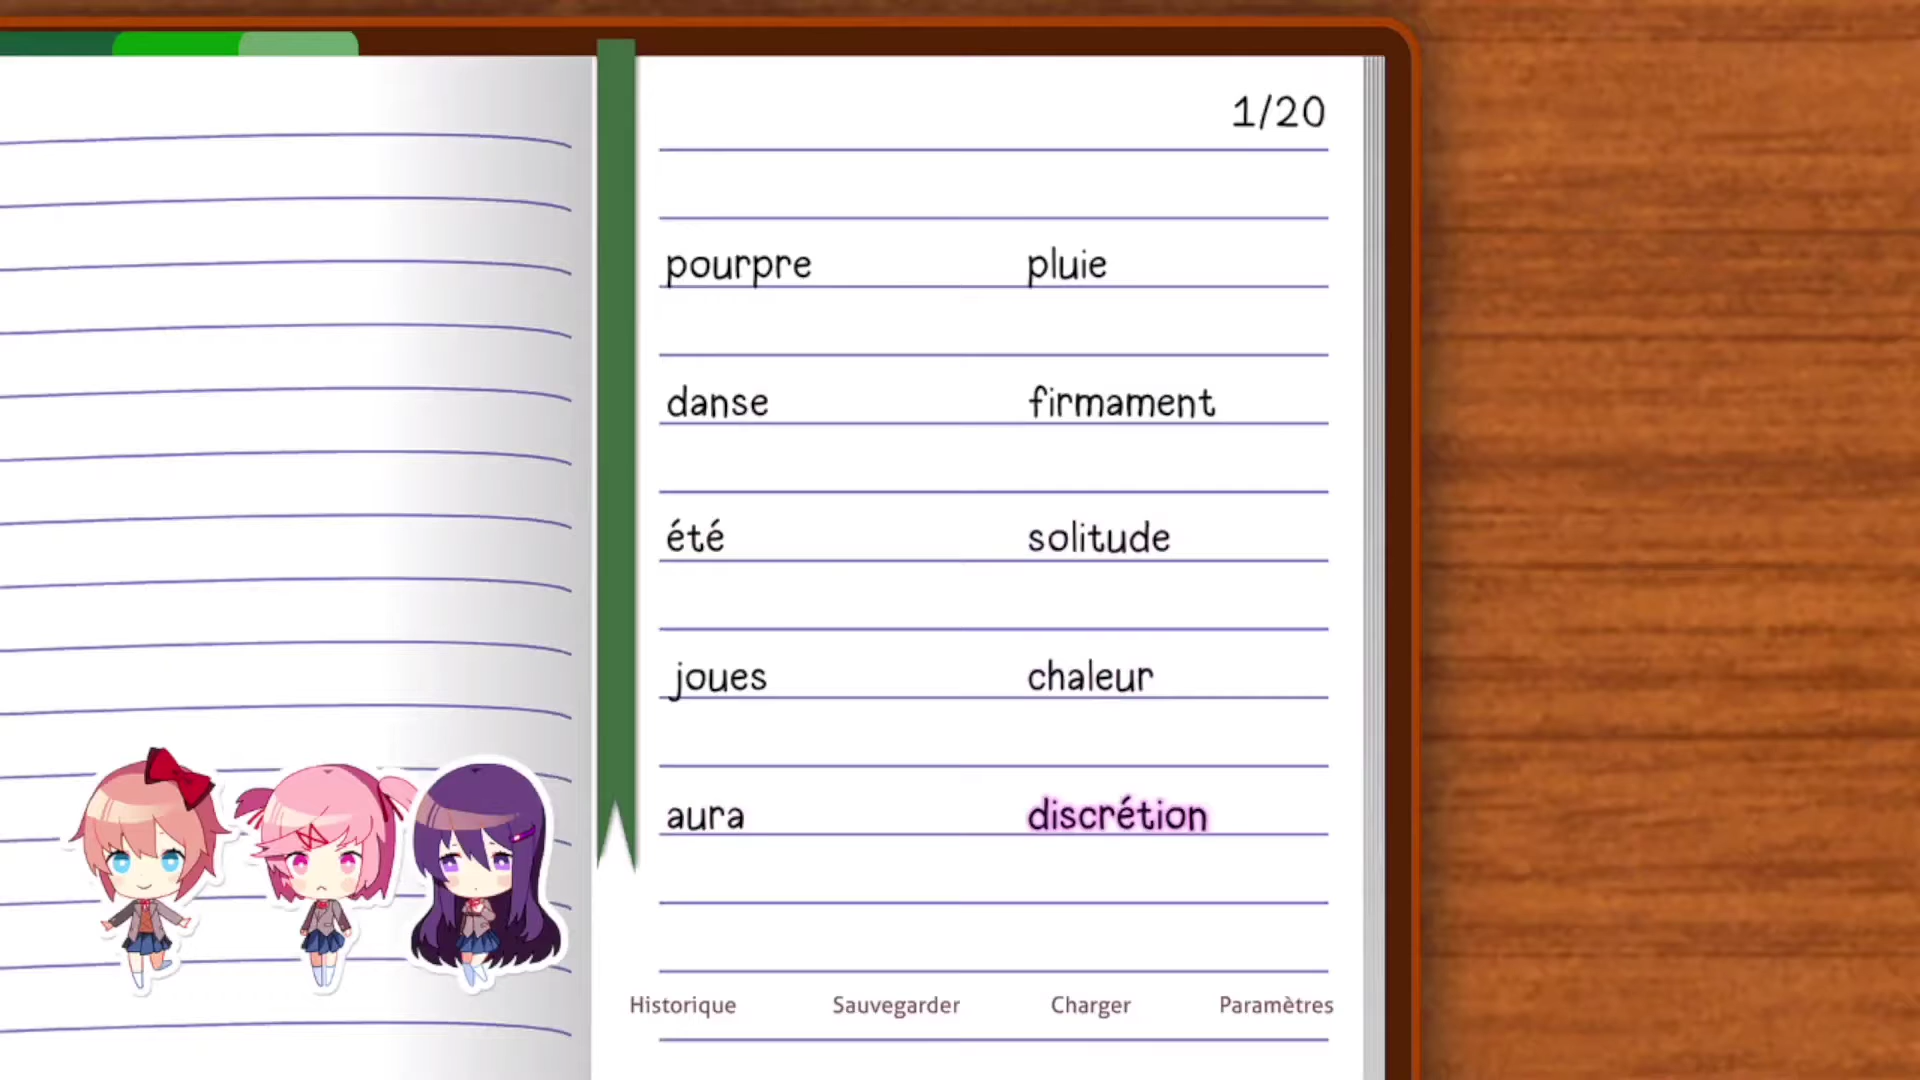 1/20
pourpre pluie
danse firmament
été solitude
joues chaleur
aura discrétion
Historique Sauvegarder Charger Paramètres